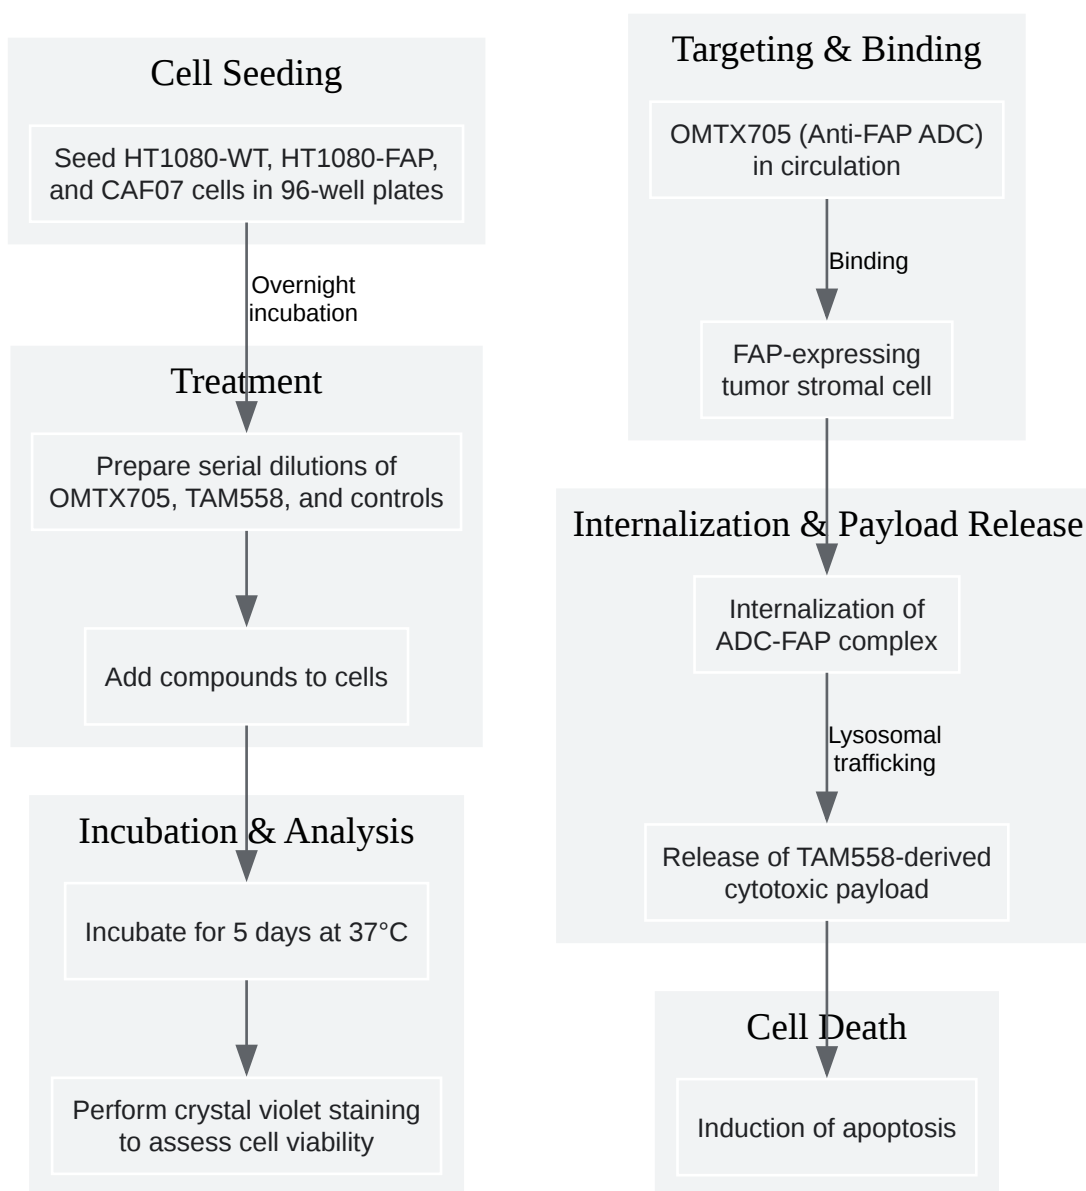 Cell Seeding
Seed HT1080-WT, HT1080-FAP,
and CAF07 cells in 96-well plates
Overnight
incubation
Treatment
Prepare serial dilutions of
OMTX705, TAM558, and controls
Add compounds to cells
Incubation & Analysis
Incubate for 5 days at 37°C
Perform crystal violet staining
to assess cell viability
Targeting & Binding
OMTX705 (Anti-FAP ADC)
in circulation
Binding
FAP-expressing
tumor stromal cell
Internalization & Payload Release
Internalization of
ADC-FAP complex
Lysosomal
trafficking
Release of TAM558-derived
cytotoxic payload
Cell Death
Induction of apoptosis